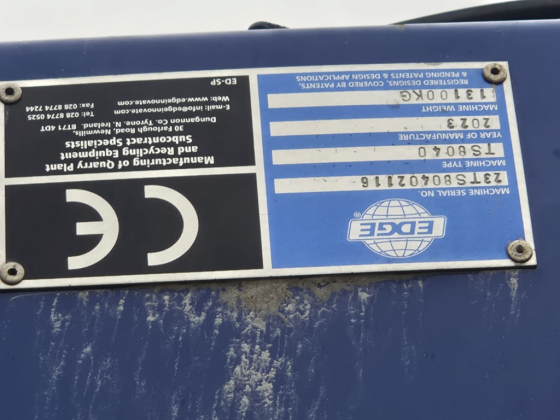 EDGE®
MACHINE SERIAL NO.
23TS80402116
MACHINE TYPE
TS8040
YEAR OF MANUFACTURE
2023
MACHINE WEIGHT
13100KG
REGISTERED DESIGNS, COVERED BY PATENTS,
& PENDING PATENTS & DESIGN APPLICATIONS
CE
Manufacturing of Quarry Plant
and Recycling Equipment
Subcontract Specialists
30 Farlough Road, Newmills,
Dungannon, Co. Tyrone, N. Ireland. BT71 4DT
E-mail: info@edgeinnovate.com Tel: 028 8774 0525
Web: www.edgeinnovate.com Fax: 028 8774 7244
ED-SP